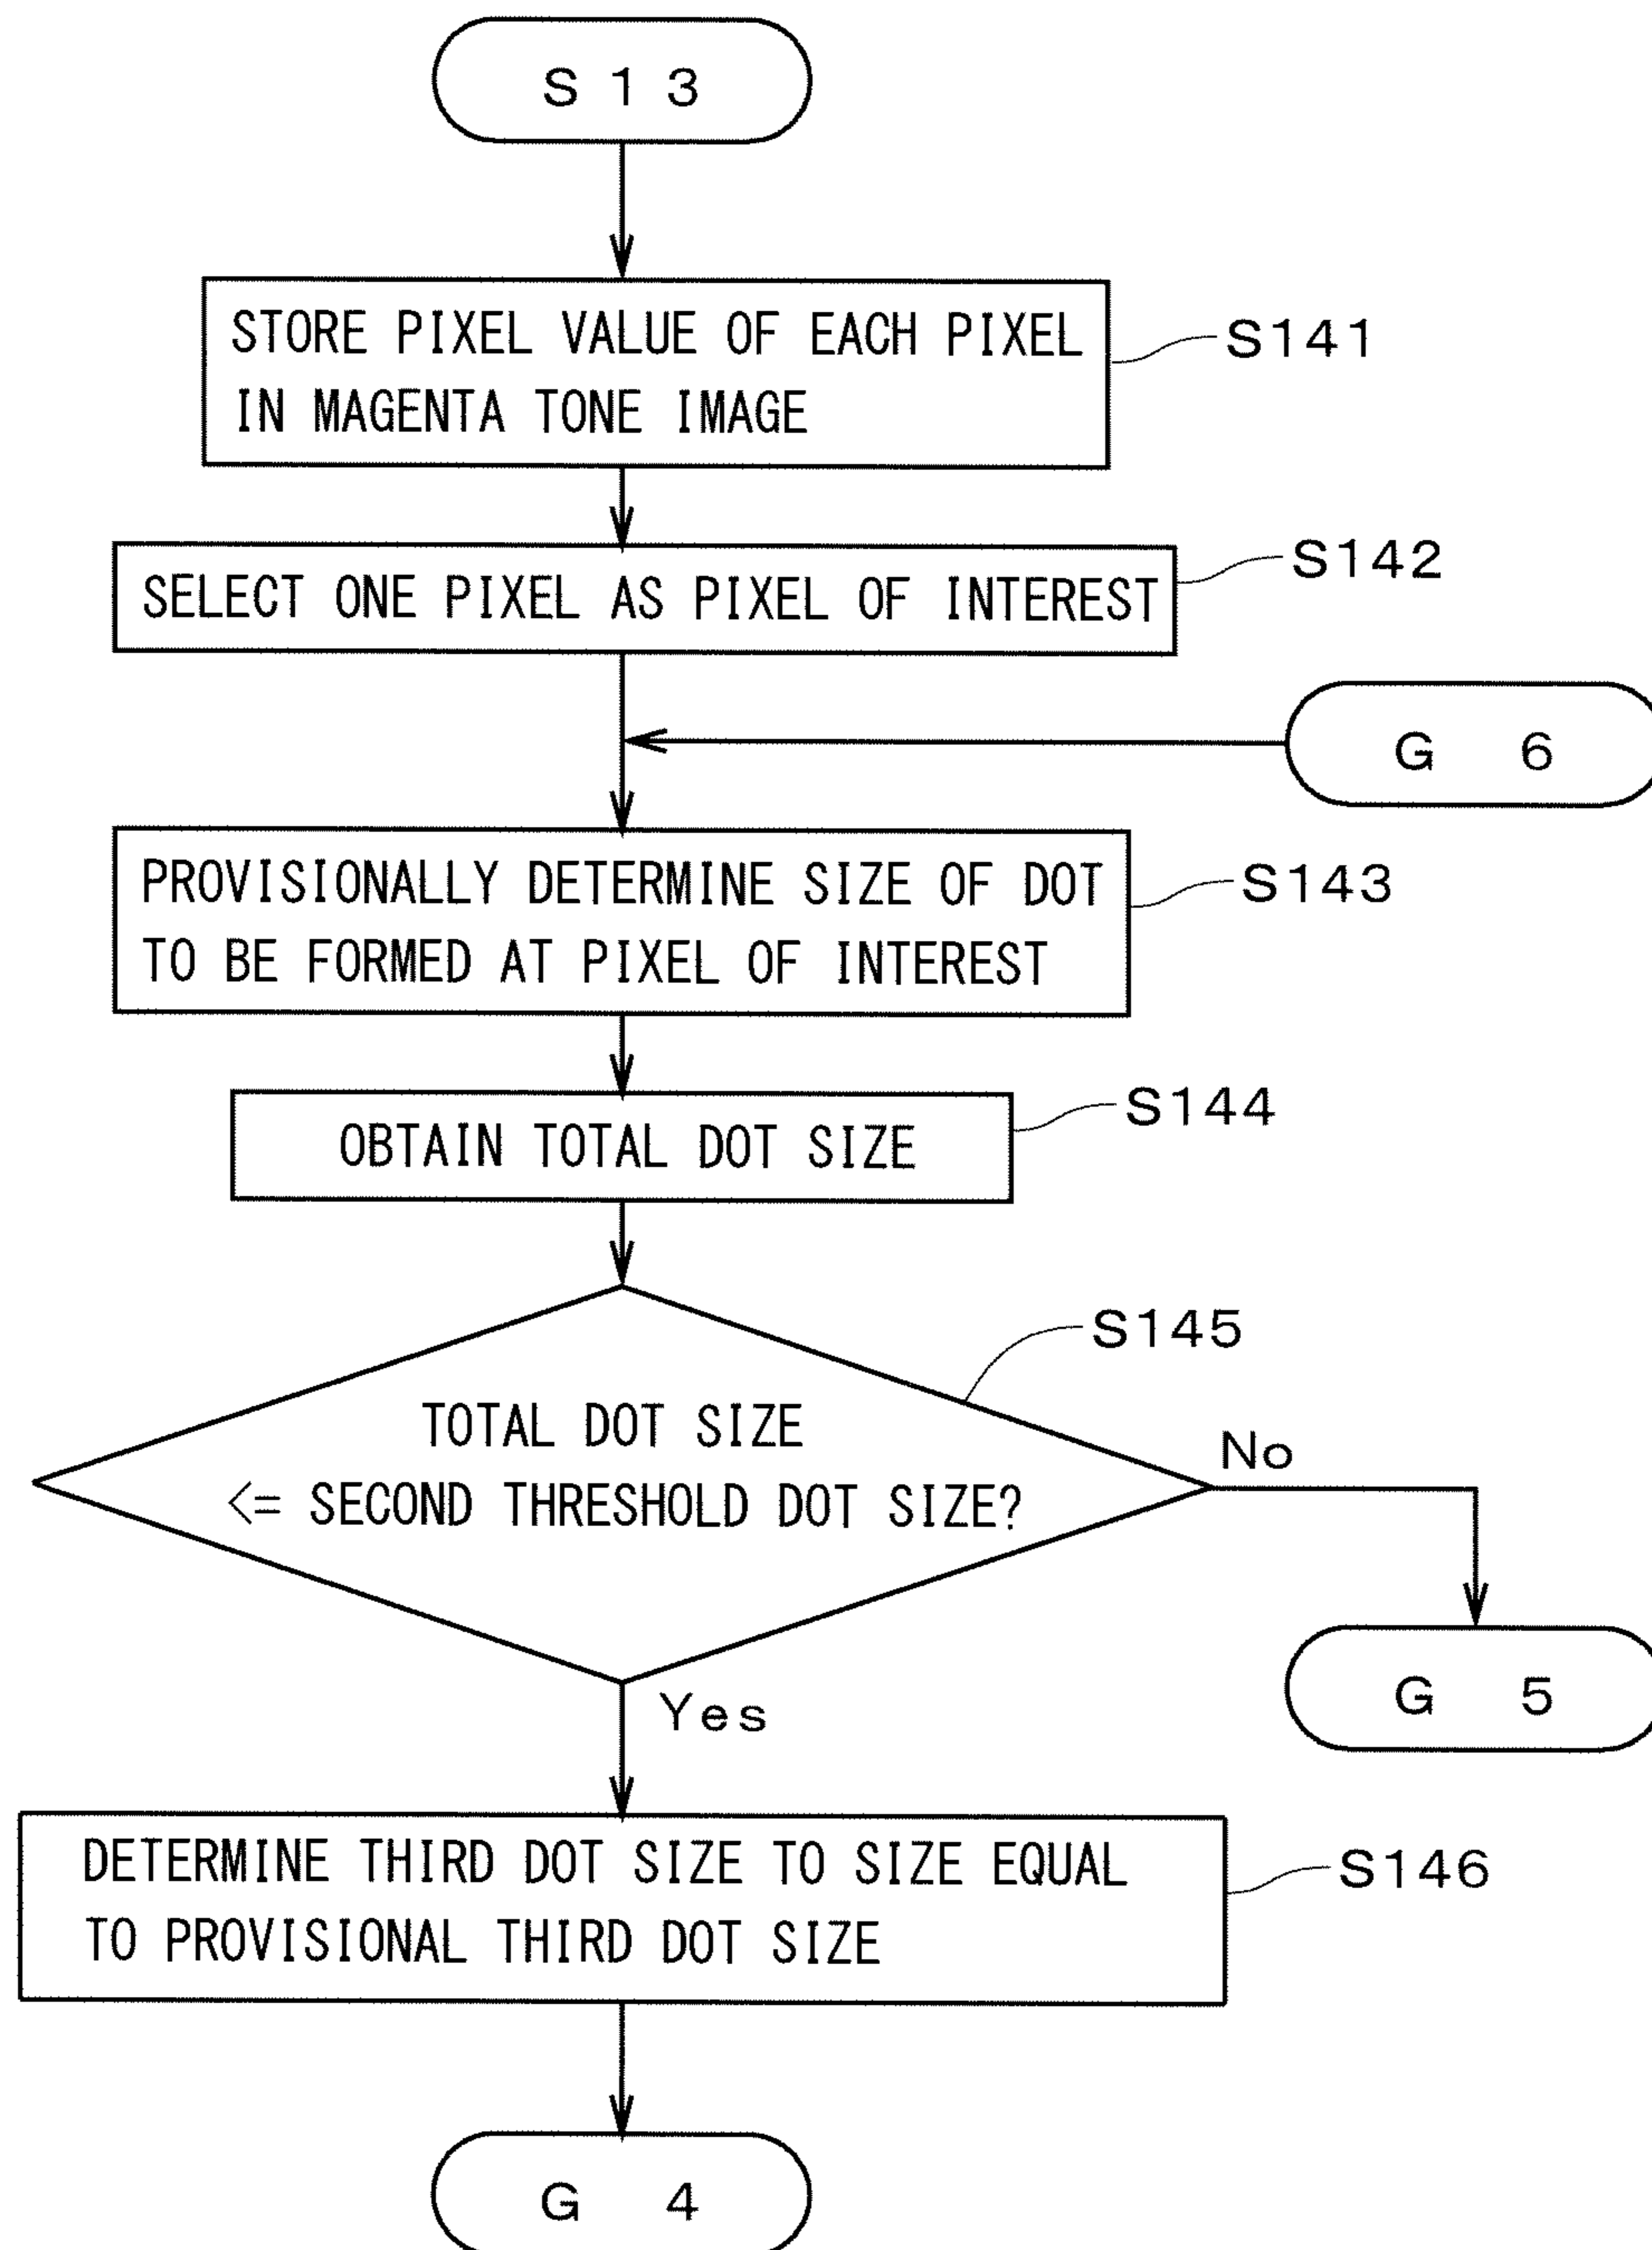 S13
STORE PIXEL VALUE OF EACH PIXEL
IN MAGENTA TONE IMAGE
S141
SELECT ONE PIXEL AS PIXEL OF INTEREST
S142
G 6
PROVISIONALLY DETERMINE SIZE OF DOT
TO BE FORMED AT PIXEL OF INTEREST
S143
OBTAIN TOTAL DOT SIZE
S144
S145
TOTAL DOT SIZE
<= SECOND THRESHOLD DOT SIZE?
No
G 5
Yes
DETERMINE THIRD DOT SIZE TO SIZE EQUAL
TO PROVISIONAL THIRD DOT SIZE
S146
G 4